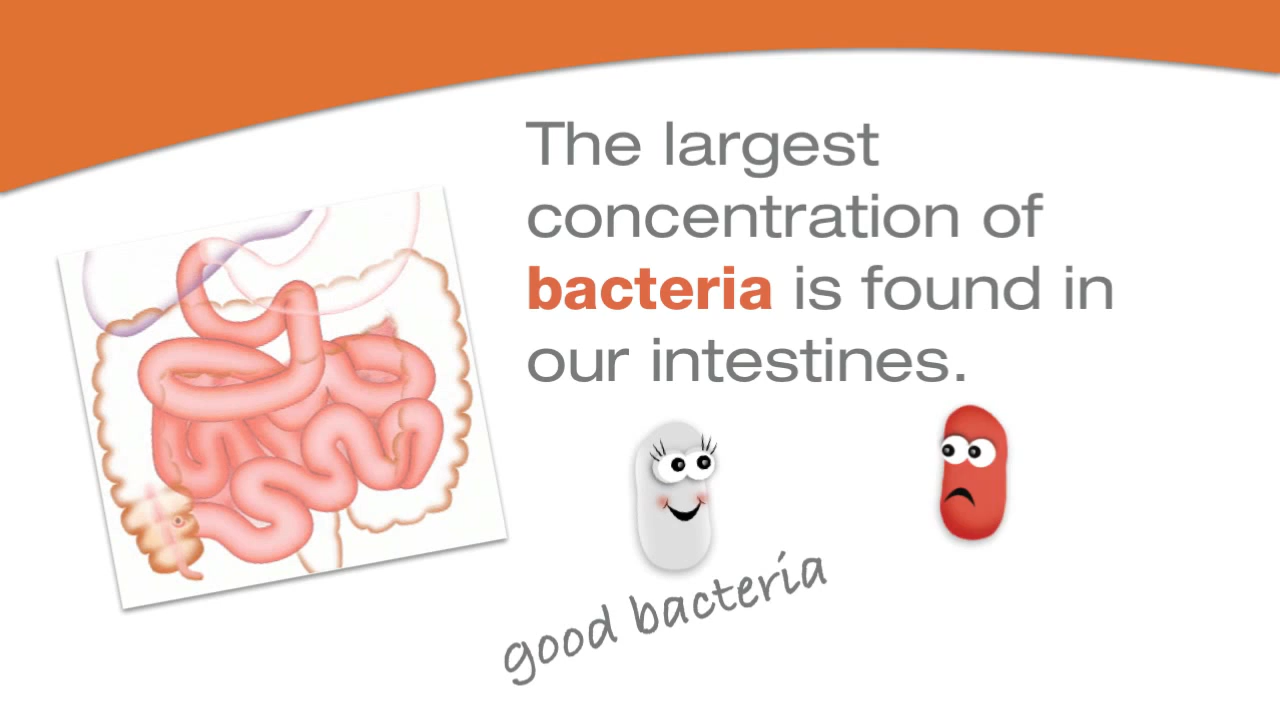 The largest
concentration of
bacteria is found in
our intestines.
good bacteria